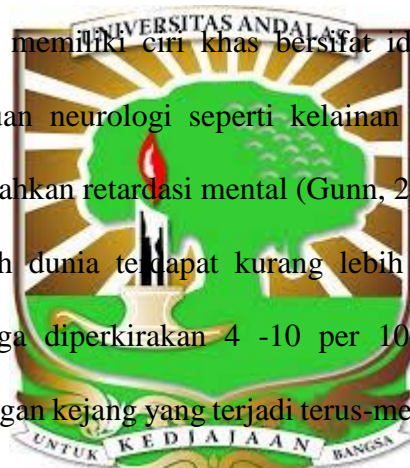 UNIVERSITAS ANDALAS
memiliki ciri khas bersifat id
uan neurologi seperti kelainan
ahkan retardasi mental (Gunn, 2
h dunia terdapat kurang lebih
ga diperkirakan 4 -10 per 10
gan kejang yang terjadi terus-me
UNTUK KEDJAJAAN BANGSA